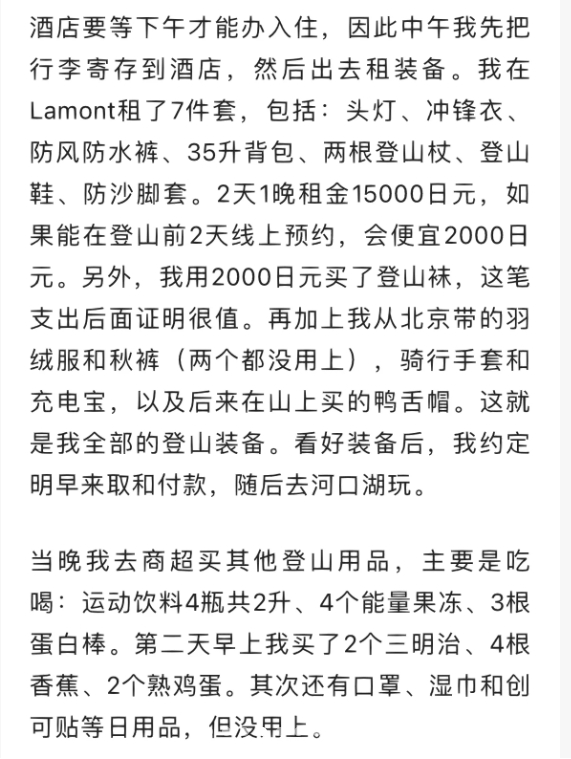 酒店要等下午才能办入住，因此中午我先把
行李寄存到酒店，然后出去租装备。我在
Lamont租了7件套，包括：头灯、冲锋衣、
防风防水裤、35升背包、两根登山杖、登山
鞋、防沙脚套。2天1晚租金15000日元，如
果能在登山前2天线上预约，会便宜2000日
元。另外，我用2000日元买了登山袜，这笔
支出后面证明很值。再加上我从北京带的羽
绒服和秋裤（两个都没用上），骑行手套和
充电宝，以及后来在山上买的鸭舌帽。这就
是我全部的登山装备。看好装备后，我约定
明早来取和付款，随后去河口湖玩。
当晚我去商超买其他登山用品，主要是吃
喝：运动饮料4瓶共2升、4个能量果冻、3根
蛋白棒。第二天早上我买了2个三明治、4根
香蕉、2个熟鸡蛋。其次还有口罩、湿巾和创
可贴等日用品，但没用上。